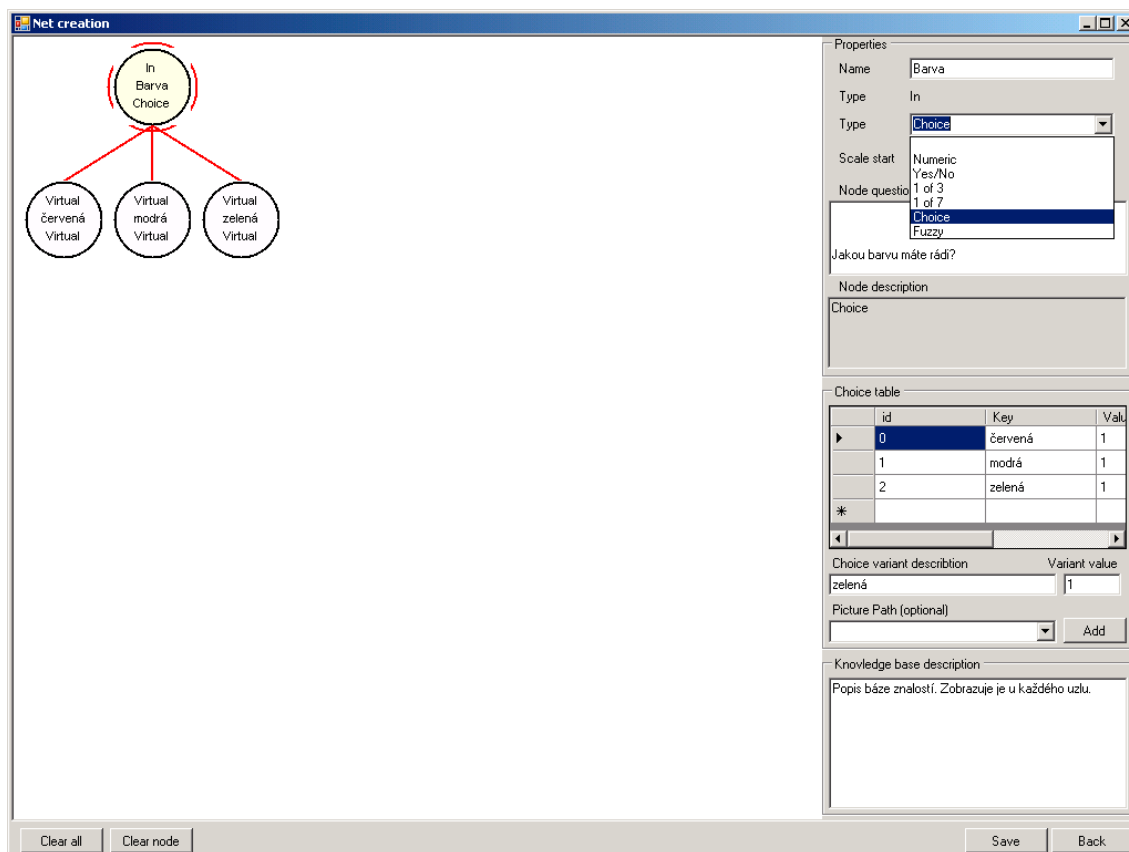 Net creation
In
Barva
Choice
Virtual
červená
Virtual
Virtual
modrá
Virtual
Virtual
zelená
Virtual
Properties
Name Barva
Type In
Type Choice
Scale start
Numeric
Yes/No
1 of 3
1 of 7
Choice
Fuzzy
Node questio
Jakou barvu máte rádi?
Node description
Choice
Choice table
id Key Valu
0 červená 1
1 modrá 1
2 zelená 1
Choice variant describtion Variant value
zelená 1
Picture Path (optional)
Add
Knovledge base description
Popis báze znalostí. Zobrazuje je u každého uzlu.
Clear all Clear node Save Back